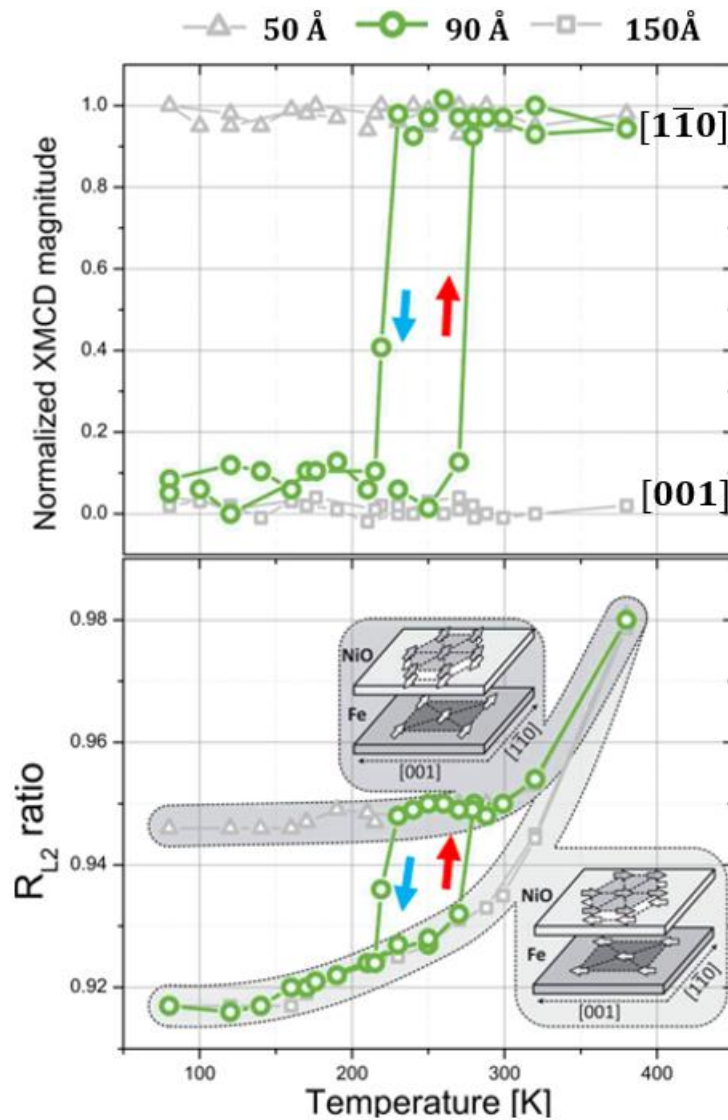 50 Å 90 Å 150Å
Normalized XMCD magnitude
1.0
0.8
0.6
0.4
0.2
0.0
[11̅0]
[001]
R_L2 ratio
0.98
0.96
0.94
0.92
NiO
Fe
[001]
[11̅0]
NiO
Fe
[001]
[11̅0]
100 200 300 400
Temperature [K]